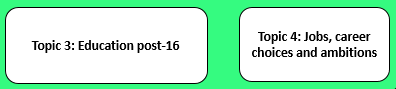 Topic 3: Education post-16
Topic 4: Jobs, career
choices and ambitions